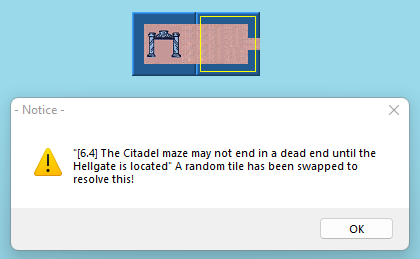 - Notice -
"[6.4] The Citadel maze may not end in a dead end until the
Hellgate is located" A random tile has been swapped to
resolve this!
OK